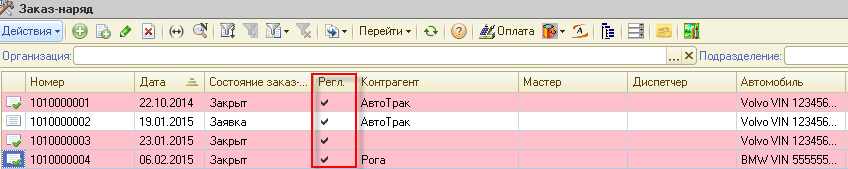 Заказ-наряд
Действия Перейти Оплата
Организация: ... Подразделение:
Номер Дата Состояние заказ-... Регл. Контрагент Мастер Диспетчер Автомобиль
1010000001 22.10.2014 Закрыт АвтоТрак Volvo VIN 123456...
1010000002 19.01.2015 Заявка АвтоТрак Volvo VIN 123456...
1010000003 23.01.2015 Закрыт Volvo VIN 123456...
1010000004 06.02.2015 Закрыт Рога BMW VIN 555555...